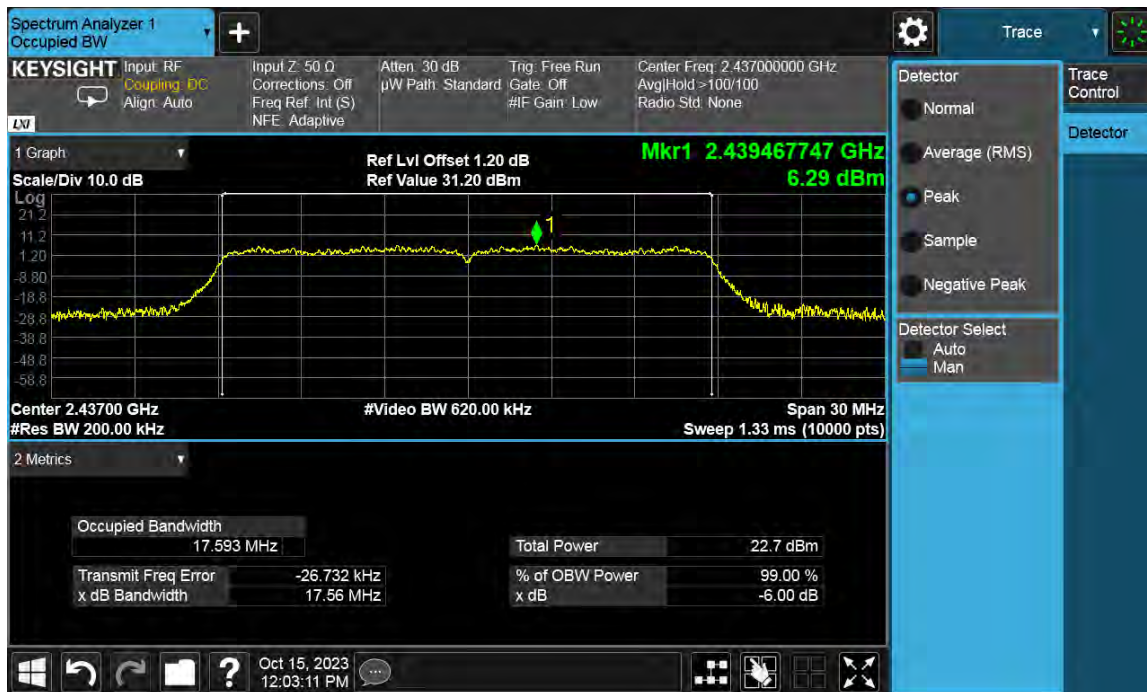 Spectrum Analyzer 1
Occupied BW
+
Trace
KEYSIGHT
LXI
Input: RF
Coupling: DC
Align: Auto
Input Z: 50 Ω
Corrections: Off
Freq Ref: Int (S)
NFE: Adaptive
Atten: 30 dB
µW Path: Standard
Trig: Free Run
Gate: Off
#IF Gain: Low
Center Freq: 2.437000000 GHz
Avg|Hold >100/100
Radio Std: None
1 Graph
Scale/Div 10.0 dB
Ref Lvl Offset 1.20 dB
Ref Value 31.20 dBm
Mkr1 2.439467747 GHz
6.29 dBm
Log
21.2
11.2
1.20
-8.80
-18.8
-28.8
-38.8
-48.8
-58.8
1
Center 2.43700 GHz
#Res BW 200.00 kHz
#Video BW 620.00 kHz
Span 30 MHz
Sweep 1.33 ms (10000 pts)
2 Metrics
Occupied Bandwidth
17.593 MHz
Total Power 22.7 dBm
Transmit Freq Error -26.732 kHz
% of OBW Power 99.00 %
x dB Bandwidth 17.56 MHz
x dB -6.00 dB
Detector
Normal
Average (RMS)
Peak
Sample
Negative Peak
Detector Select
Auto
Man
Trace
Control
Detector
?
Oct 15, 2023
12:03:11 PM